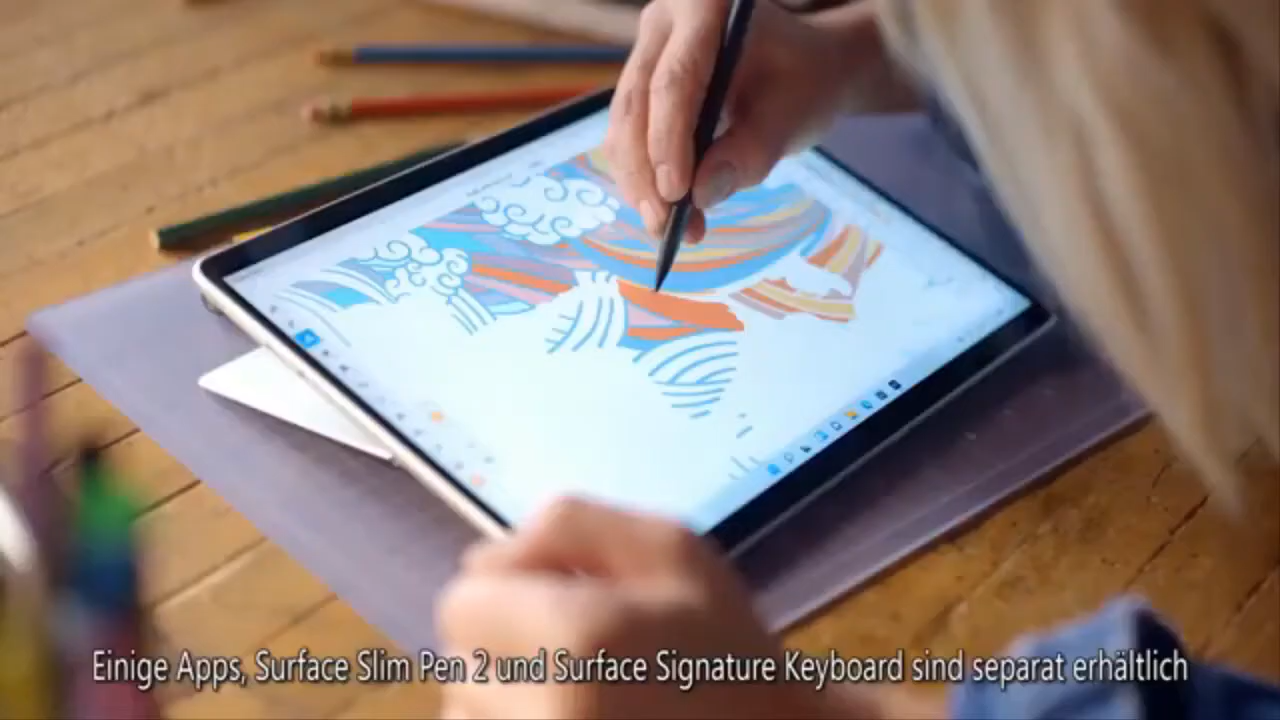 Einige Apps, Surface Slim Pen 2 und Surface Signature Keyboard sind separat erhältlich